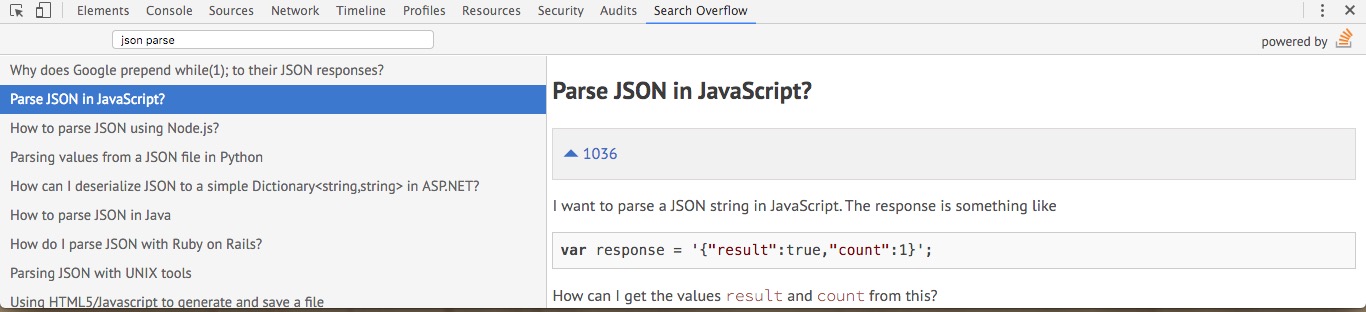 Elements Console Sources Network Timeline Profiles Resources Security Audits Search Overflow
json parse
powered by
Why does Google prepend while(1); to their JSON responses?
Parse JSON in JavaScript?
How to parse JSON using Node.js?
Parsing values from a JSON file in Python
How can I deserialize JSON to a simple Dictionary<string,string> in ASP.NET?
How to parse JSON in Java
How do I parse JSON with Ruby on Rails?
Parsing JSON with UNIX tools
Using HTML5/Javascript to generate and save a file
Parse JSON in JavaScript?
1036
I want to parse a JSON string in JavaScript. The response is something like
var response = '{"result":true,"count":1}';
How can I get the values result and count from this?